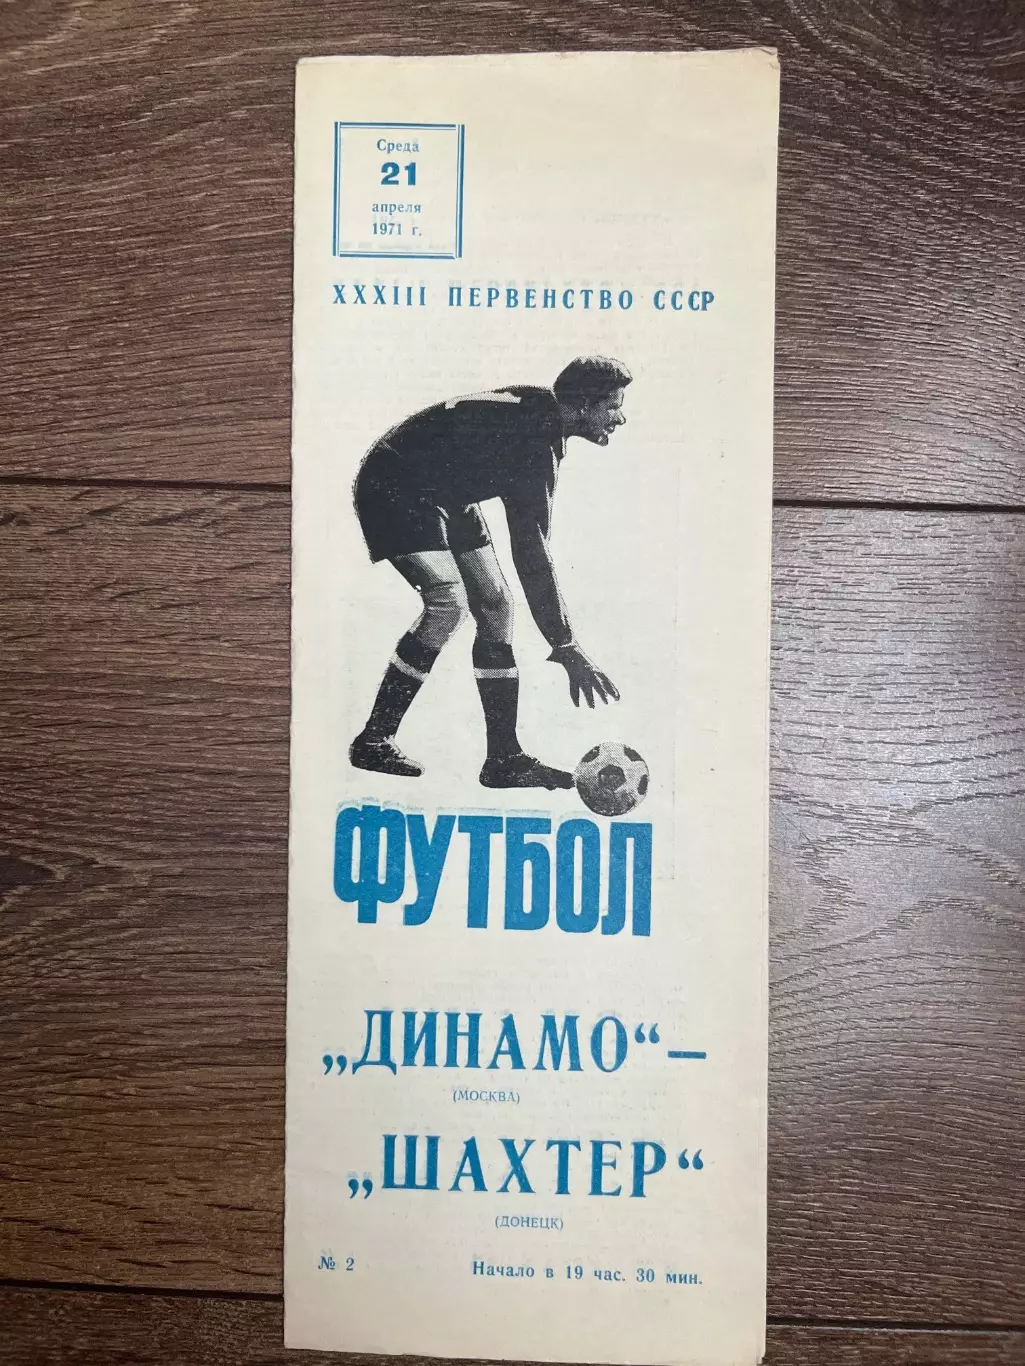 Среда
21
апреля
1971 г.
XXXIII ПЕРВЕНСТВО СССР
ФУТБОЛ
„ДИНАМО“ —
(МОСКВА)
„ШАХТЕР“
(ДОНЕЦК)
№ 2 Начало в 19 час. 30 мин.